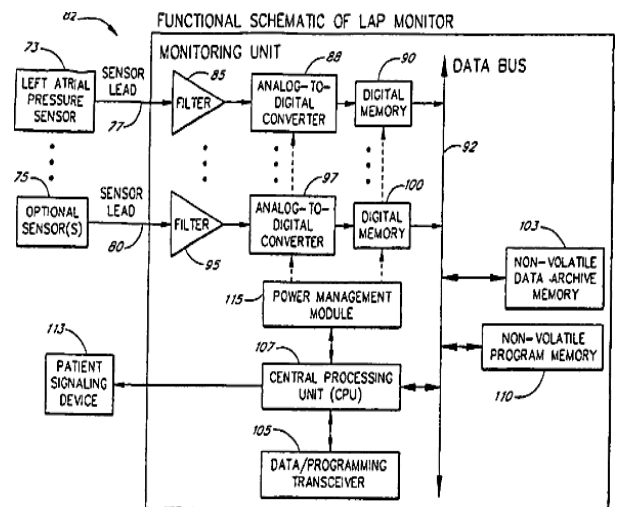 62
FUNCTIONAL SCHEMATIC OF LAP MONITOR
MONITORING UNIT
73
LEFT ATRIAL
PRESSURE
SENSOR
SENSOR
LEAD
77
85
FILTER
88
ANALOG-TO-
DIGITAL
CONVERTER
90
DIGITAL
MEMORY
DATA BUS
92
75
OPTIONAL
SENSOR(S)
SENSOR
LEAD
80
FILTER
95
97
ANALOG-TO-
DIGITAL
CONVERTER
100
DIGITAL
MEMORY
103
NON-VOLATILE
DATA ARCHIVE
MEMORY
115
POWER MANAGEMENT
MODULE
NON-VOLATILE
PROGRAM MEMORY
110
113
PATIENT
SIGNALING
DEVICE
107
CENTRAL PROCESSING
UNIT (CPU)
105
DATA/PROGRAMMING
TRANSCEIVER